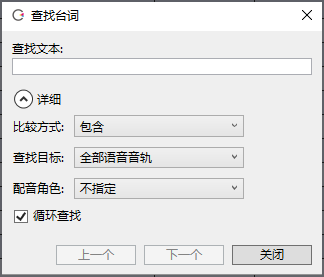 查找台词
查找文本:
详细
比较方式: 包含
查找目标: 全部语音音轨
配音角色: 不指定
循环查找
上一个 下一个 关闭